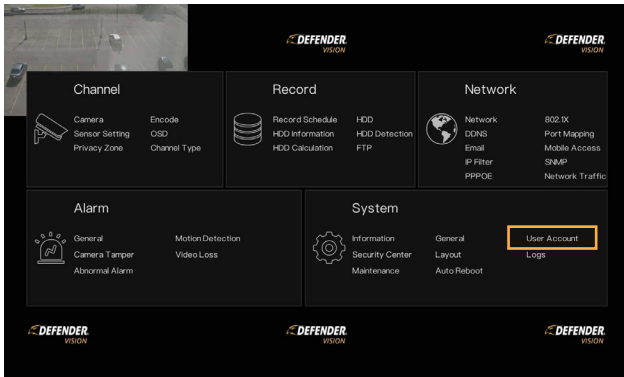 DEFENDER VISION
DEFENDER VISION
Channel
Camera Encode
Sensor Setting OSD
Privacy Zone Channel Type
Record
Record Schedule HDD
HDD Information HDD Detection
HDD Calculation FTP
Network
Network 802.1X
DDNS Port Mapping
Email Mobile Access
IP Filter SNMP
PPPOE Network Traffic
Alarm
General Motion Detection
Camera Tamper Video Loss
Abnormal Alarm
System
Information General User Account
Security Center Layout Logs
Maintenance Auto Reboot
DEFENDER VISION
DEFENDER VISION
DEFENDER VISION